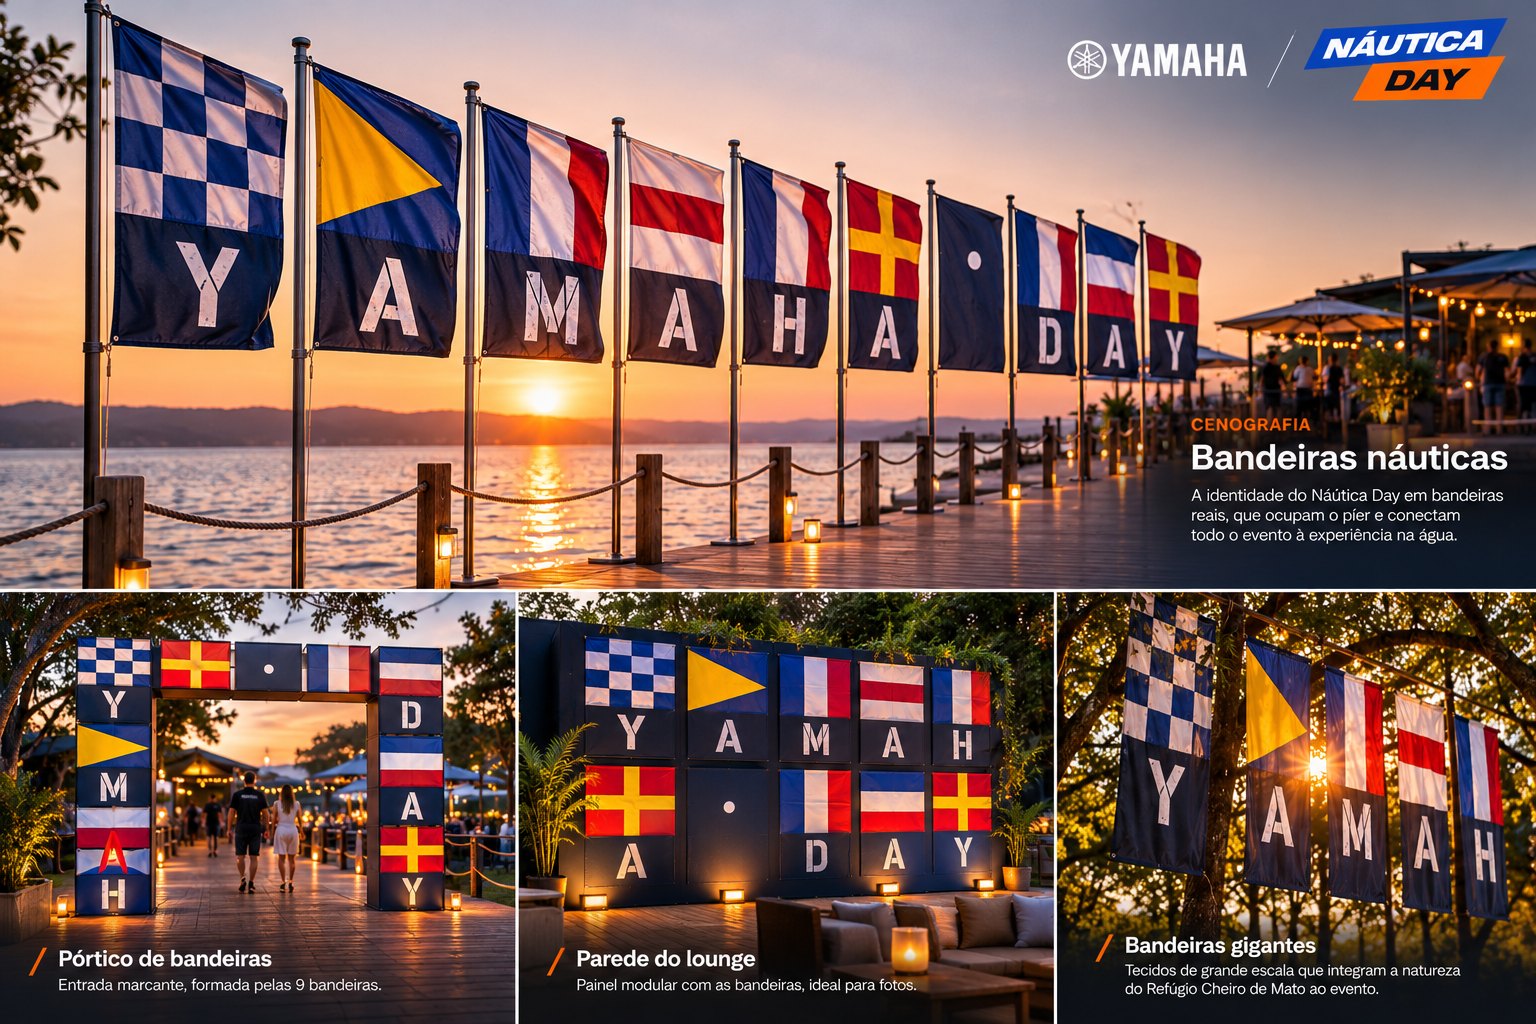 YAMAHA
NÁUTICA
DAY
Y A M A H A DAY
CENOGRAFIA
Bandeiras náuticas
A identidade do Náútica Day em bandeiras
reais, que ocupam o píer e conectam
todo o evento à experiência na água.
Y
M
A
H
D
A
Y
Y A M A H
A D A Y
Y A M A H
Pórtico de bandeiras
Entrada marcante, formada pelas 9 bandeiras.
Parede do lounge
Painel modular com as bandeiras, ideal para fotos.
Bandeiras gigantes
Tecidos de grande escala que integram a natureza
do Refúgio Cheiro de Mato ao evento.